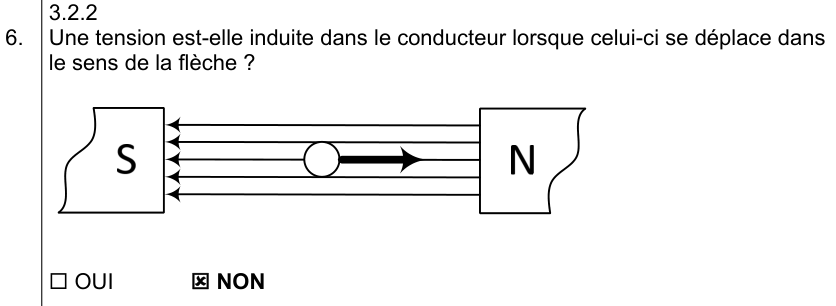 3.2.2
6. Une tension est-elle induite dans le conducteur lorsque celui-ci se déplace dans
le sens de la flèche ?
S N
☐ OUI ☒ NON